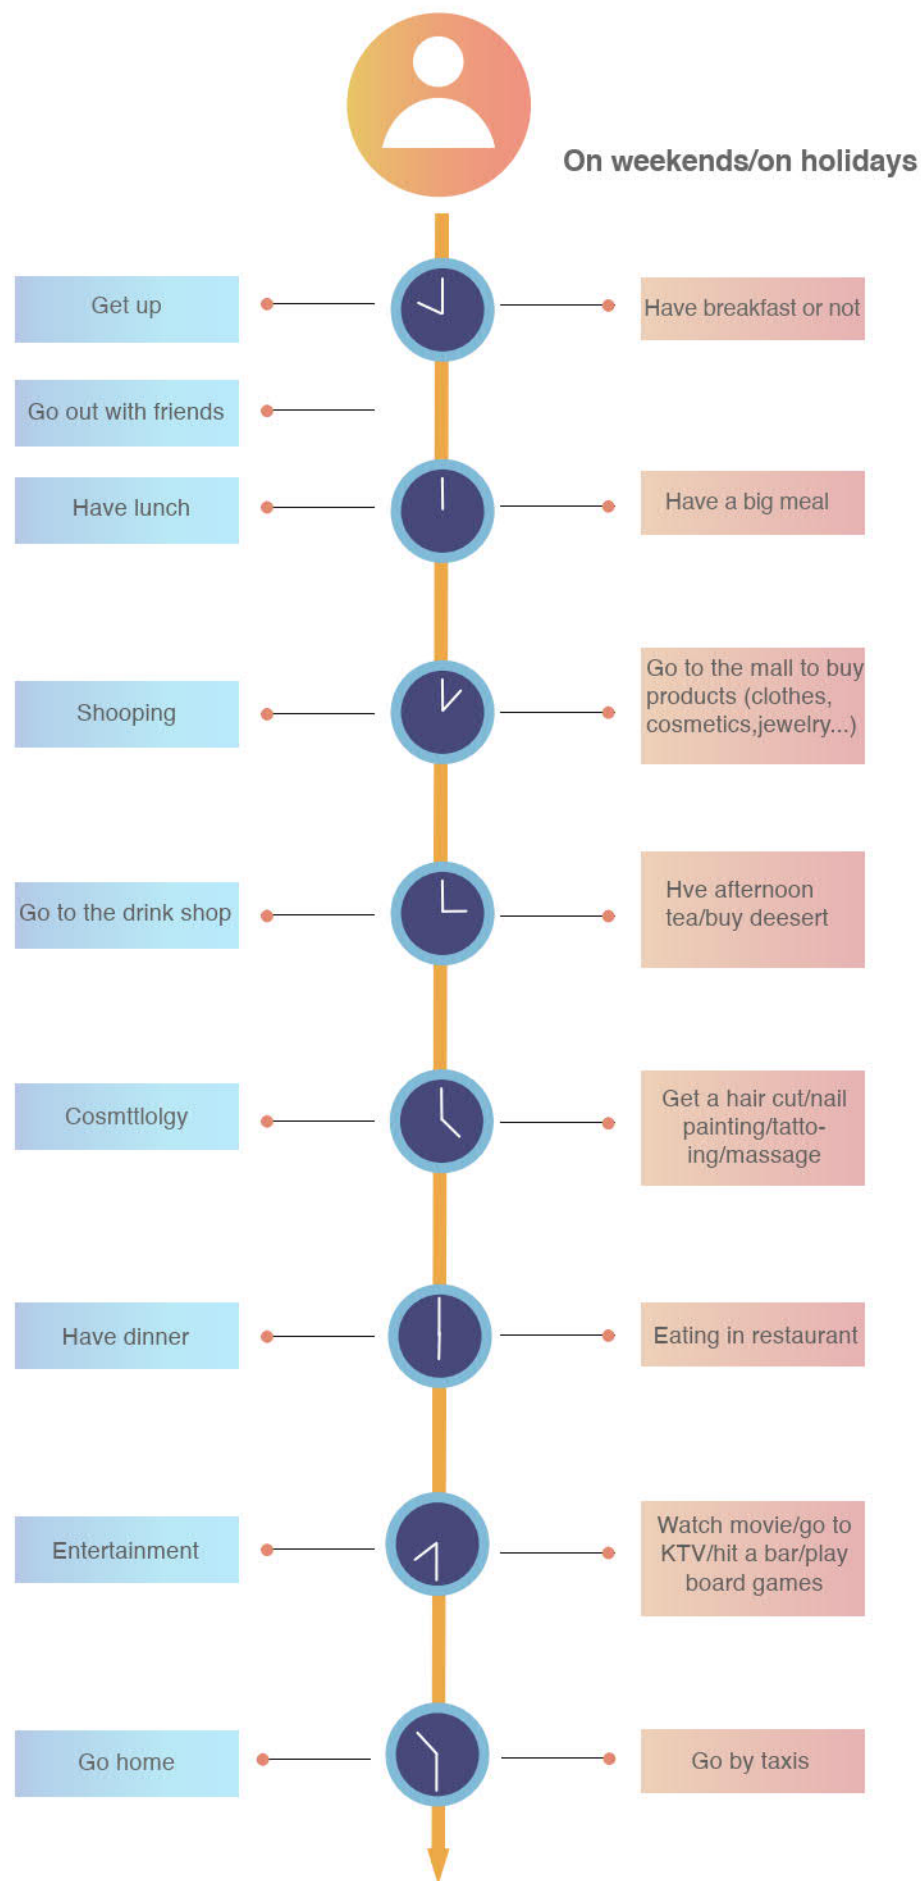 On weekends/on holidays
Get up
Have breakfast or not
Go out with friends
Have lunch
Have a big meal
Shooping
Go to the mall to buy
products (clothes,
cosmetics,jewelry...)
Go to the drink shop
Hve afternoon
tea/buy deesert
Cosmttlolgy
Get a hair cut/nail
painting/tatto-
ing/massage
Have dinner
Eating in restaurant
Entertainment
Watch movie/go to
KTV/hit a bar/play
board games
Go home
Go by taxis